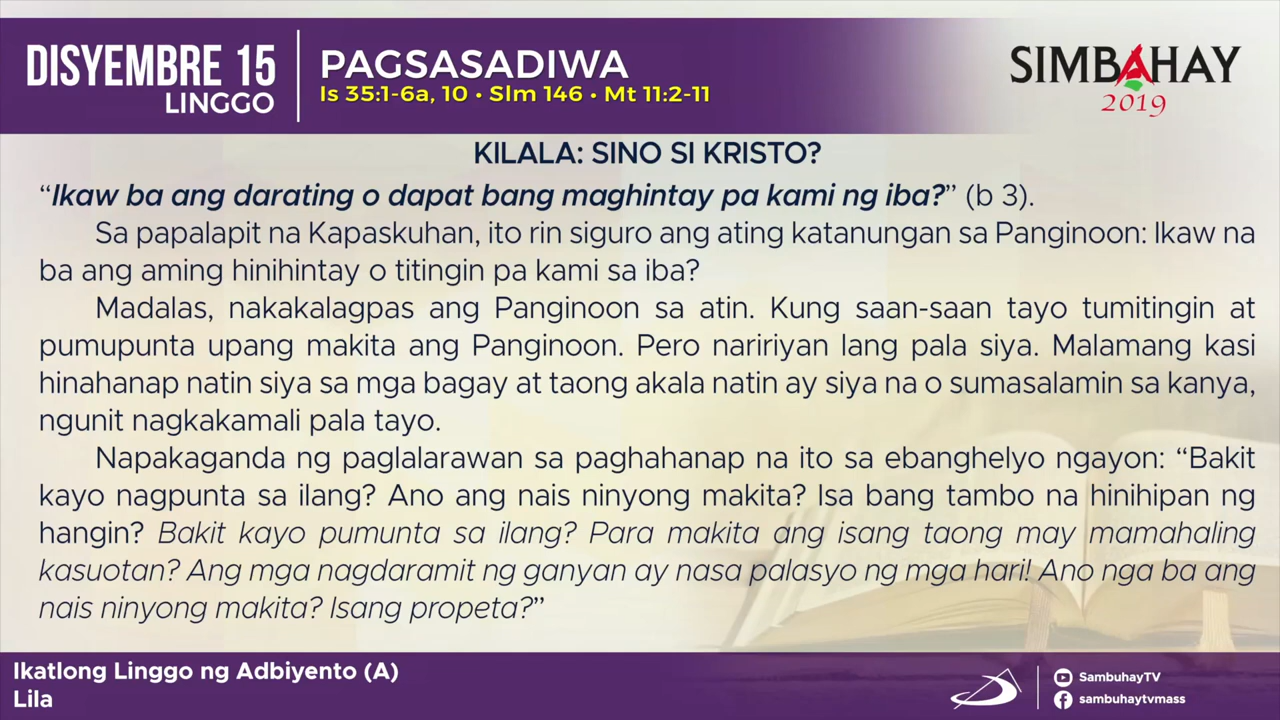 DISYEMBRE 15
LINGGO
PAGSASADIWA
Is 35:1-6a, 10 • Slm 146 • Mt 11:2-11
SIMBAHAY
2019
KILALA: SINO SI KRISTO?
“Ikaw ba ang darating o dapat bang maghintay pa kami ng iba?” (b 3).
Sa papalapit na Kapaskuhan, ito rin siguro ang ating katanungan sa Panginoon: Ikaw na
ba ang aming hinihintay o titingin pa kami sa iba?
Madalas, nakakalagpas ang Panginoon sa atin. Kung saan-saan tayo tumitingin at
pumupunta upang makita ang Panginoon. Pero naririyan lang pala siya. Malamang kasi
hinahanap natin siya sa mga bagay at taong akala natin ay siya na o sumasalamin sa kanya,
ngunit nagkakamali pala tayo.
Napakaganda ng paglalarawan sa paghahanap na ito sa ebanghelyo ngayon: “Bakit
kayo nagpunta sa ilang? Ano ang nais ninyong makita? Isa bang tambo na hinihipan ng
hangin? Bakit kayo pumunta sa ilang? Para makita ang isang taong may mamahaling
kasuotan? Ang mga nagdaramit ng ganyan ay nasa palasyo ng mga hari! Ano nga ba ang
nais ninyong makita? Isang propeta?”
Ikatlong Linggo ng Adbiyento (A)
Lila
SambuhayTV
sambuhaytvmass